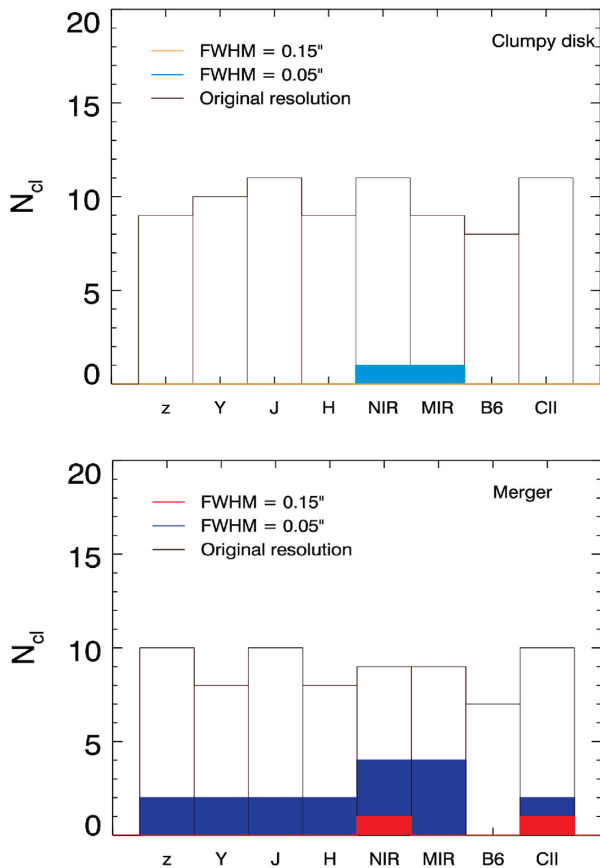 20
15
10
5
0
N_cl
FWHM = 0.15"
FWHM = 0.05"
Original resolution
Clumpy disk
z Y J H NIR MIR B6 CII
20
15
10
5
0
N_cl
FWHM = 0.15"
FWHM = 0.05"
Original resolution
Merger
z Y J H NIR MIR B6 CII